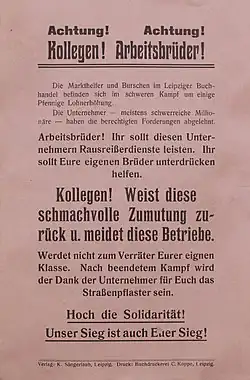 Achtung! Achtung!
Kollegen! Arbeitsbrüder!
Die Markthelfer und Burschen im Leipziger Buch-
handel befinden sich im schweren Kampf um einige
Pfennige Lohnerhöhung.
Die Unternehmer — meistens schwerreiche Millio-
näre — haben die berechtigten Forderungen abgelehnt.
Arbeitsbrüder! Ihr sollt diesen Unter-
nehmern Rausreißerdienste leisten. Ihr
sollt Eure eigenen Brüder unterdrücken
helfen.
Kollegen! Weist diese
schmachvolle Zumutung zu-
rück u. meidet diese Betriebe.
Werdet nicht zum Verräter Eurer eignen
Klasse. Nach beendetem Kampf wird
der Dank der Unternehmer für Euch das
Straßenpflaster sein.
Hoch die Solidarität!
Unser Sieg ist auch Euer Sieg!
Verlag: K. Slegerlaub, Leipzig. Druck: Buchdruckerei C. Köppe, Leipzig.